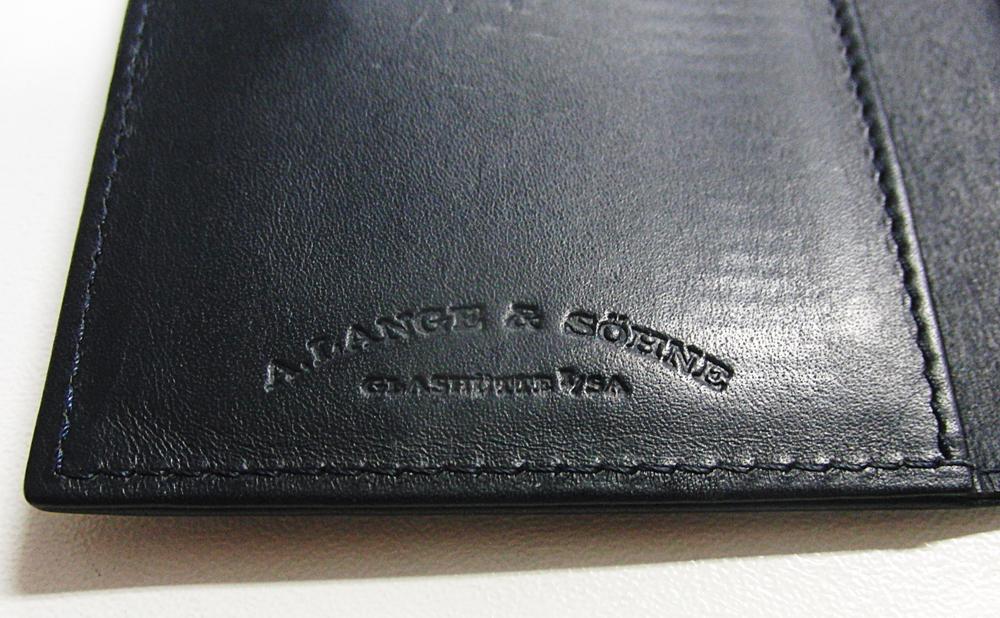 A. LANGE & SÖHNE
GLASHÜTTE I/SA